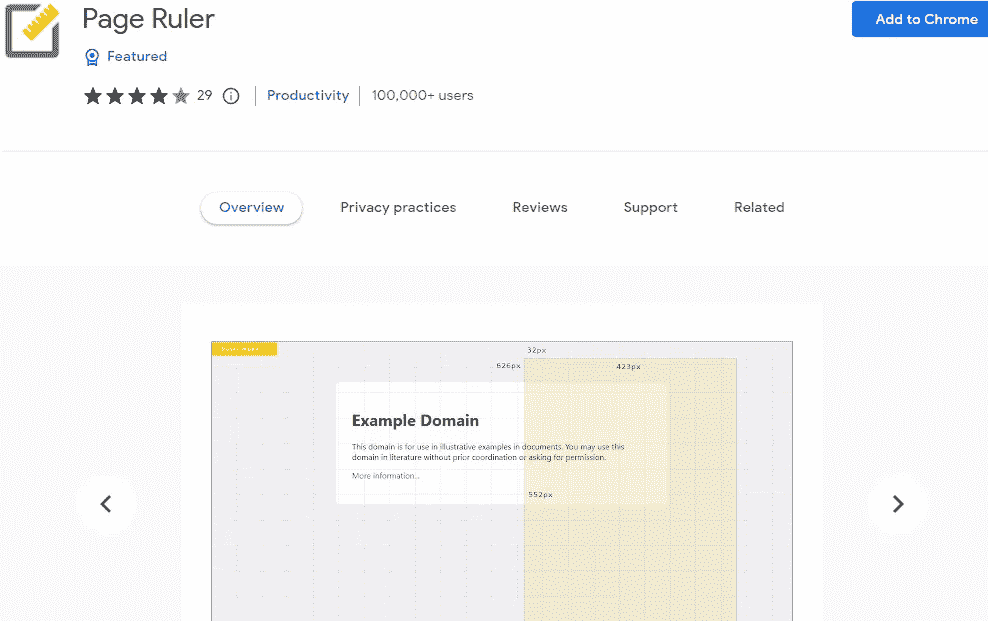 Page Ruler
Add to Chrome
Featured
29
Productivity
100,000+ users
Overview
Privacy practices
Reviews
Support
Related
32px
526px
423px
Example Domain
This domain is for use in illustrative examples in documents. You may use this
domain in literature without prior coordination or asking for permission.
More information...
552px